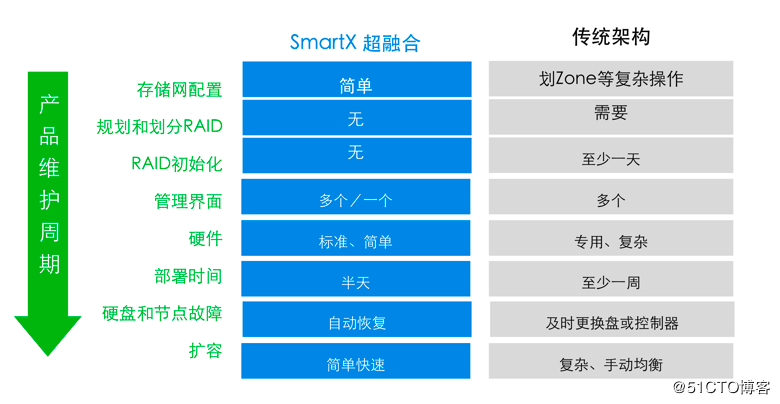 SmartX 超融合 传统架构
产品维护周期
存储网配置 简单 划Zone等复杂操作
规划和划分RAID 无 需要
RAID初始化 无 至少一天
管理界面 多个／一个 多个
硬件 标准、简单 专用、复杂
部署时间 半天 至少一周
硬盘和节点故障 自动恢复 及时更换盘或控制器
扩容 简单快速 复杂、手动均衡
@51CTO博客